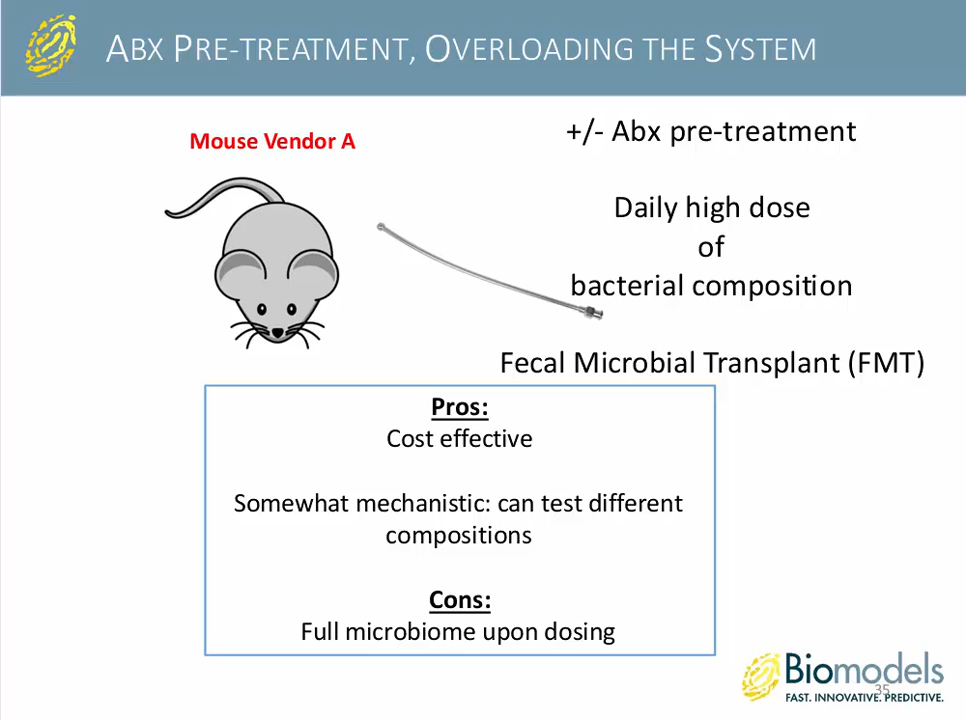 ABX PRE-TREATMENT, OVERLOADING THE SYSTEM
Mouse Vendor A
+/- Abx pre-treatment
Daily high dose
of
bacterial composition
Fecal Microbial Transplant (FMT)
Pros:
Cost effective
Somewhat mechanistic: can test different
compositions
Cons:
Full microbiome upon dosing
Biomodels
35
FAST. INNOVATIVE. PREDICTIVE.